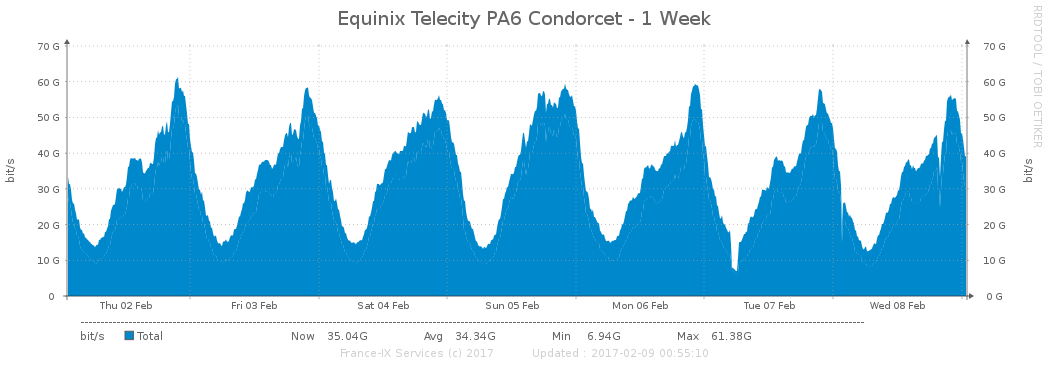 Equinix Telecity PA6 Condorcet - 1 Week
RRDTOOL / TOBI OETIKER
70 G 70 G
60 G 60 G
50 G 50 G
40 G 40 G
30 G 30 G
20 G 20 G
10 G 10 G
0 0 G
bit/s bit/s
Thu 02 Feb Fri 03 Feb Sat 04 Feb Sun 05 Feb Mon 06 Feb Tue 07 Feb Wed 08 Feb
bit/s Total Now 35.04G Avg 34.34G Min 6.94G Max 61.38G
France-IX Services (c) 2017 Updated : 2017-02-09 00:55:10